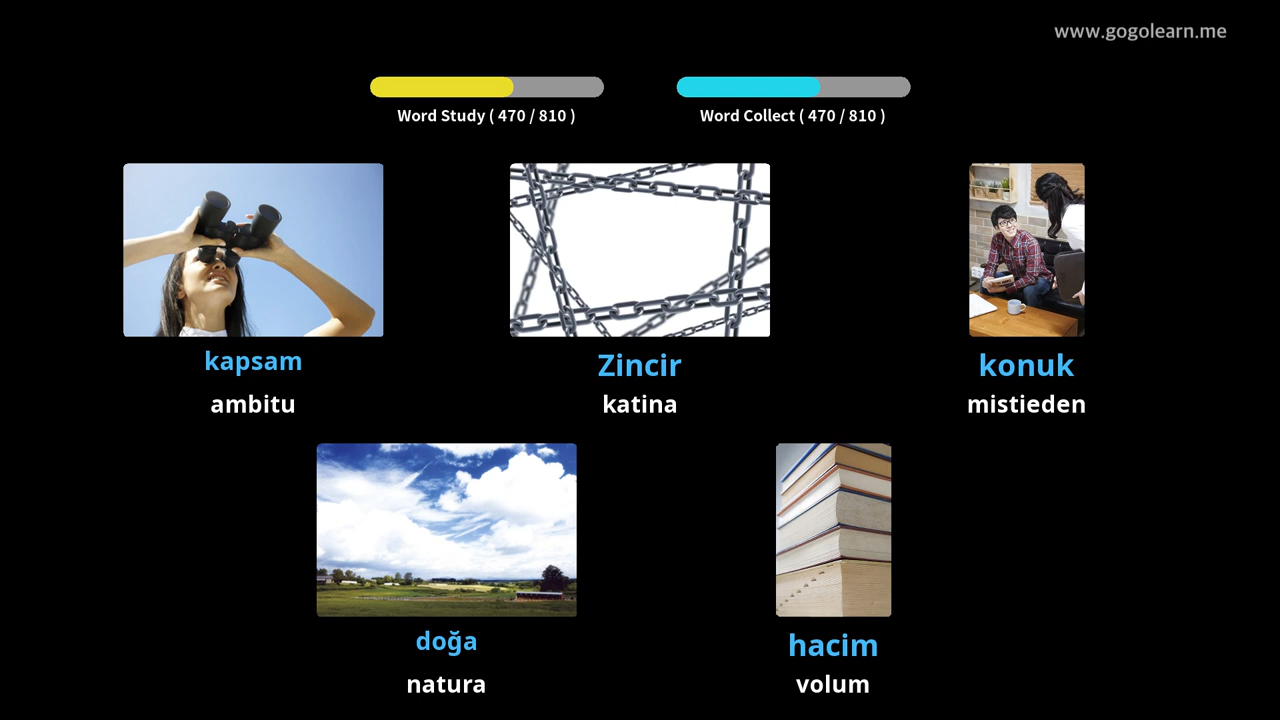 www.gogolearn.me
Word Study ( 470 / 810 )
Word Collect ( 470 / 810 )
kapsam
ambitu
Zincir
katina
konuk
mistieden
doğa
natura
hacim
volum